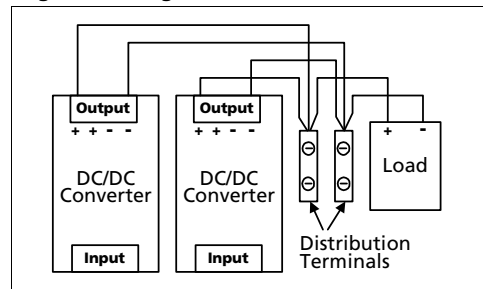 Output
+ + - -
DC/DC
Converter
Input
Output
+ + - -
DC/DC
Converter
Input
+ -
Load
Distribution
Terminals